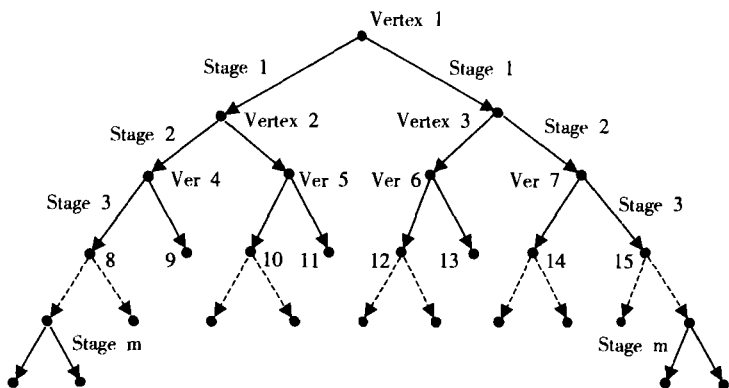 Vertex 1
Stage 1
Stage 1
Stage 2
Vertex 2
Vertex 3
Stage 2
Stage 3
Ver 4
Ver 5
Ver 6
Ver 7
Stage 3
8
9
10
11
12
13
14
15
Stage m
Stage m